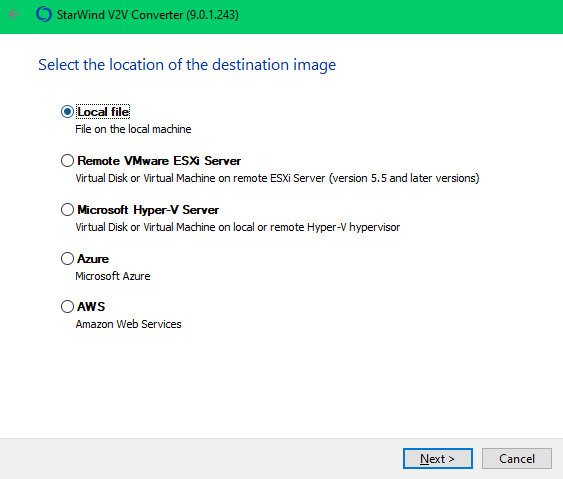 StarWind V2V Converter (9.0.1.243)
Select the location of the destination image
Local file
File on the local machine
Remote VMware ESXi Server
Virtual Disk or Virtual Machine on remote ESXi Server (version 5.5 and later versions)
Microsoft Hyper-V Server
Virtual Disk or Virtual Machine on local or remote Hyper-V hypervisor
Azure
Microsoft Azure
AWS
Amazon Web Services
Next >
Cancel